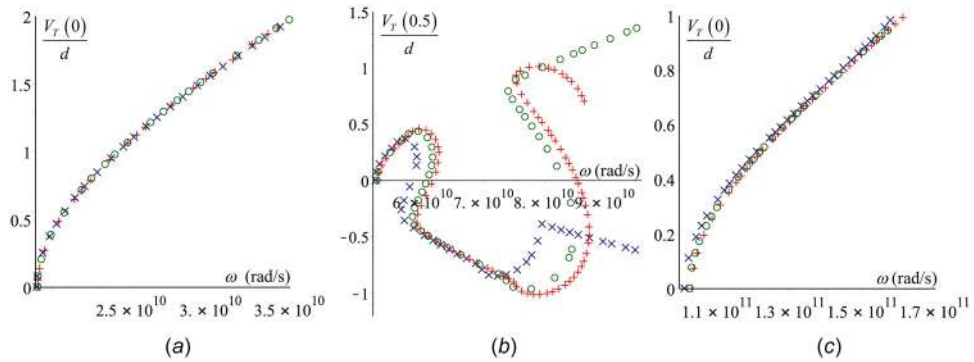 2
V_T (0)
d
1.5
1
0.5
0
ω (rad/s)
2.5 × 10^10
3. × 10^10
3.5 × 10^10
(a)
V_T (0.5)
d
1
0.5
0
ω (rad/s)
6 × 10^10
7. × 10^10
8. × 10^10
9. × 10^10
−0.5
−1
(b)
1
V_T (0)
d
0.8
0.6
0.4
0.2
0
ω (rad/s)
1.1 × 10^11
1.3 × 10^11
1.5 × 10^11
1.7 × 10^11
(c)